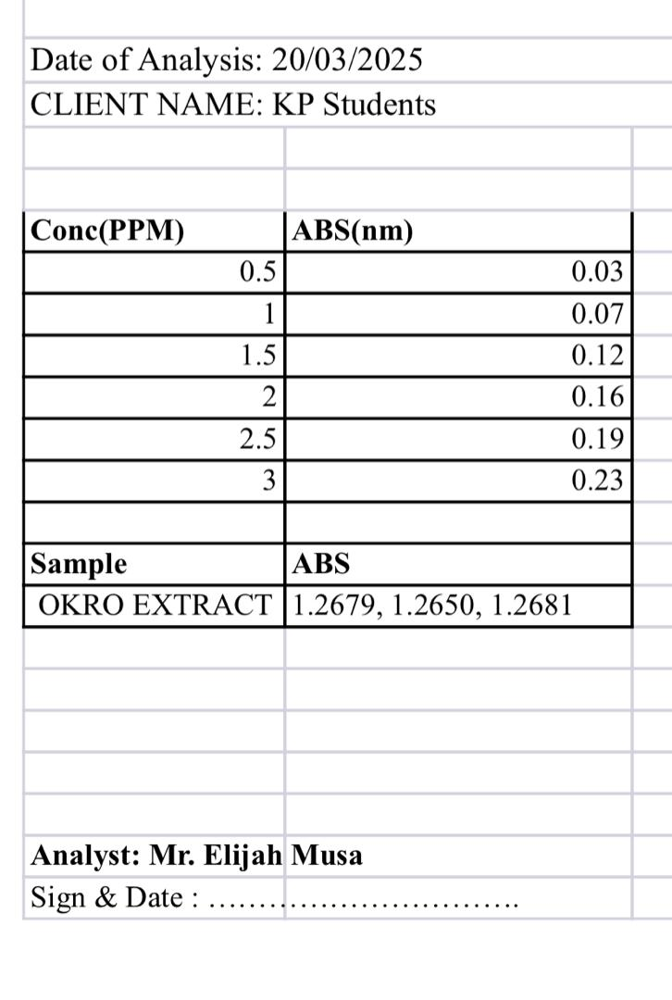 Date of Analysis: 20/03/2025
CLIENT NAME: KP Students
Conc(PPM) ABS(nm)
0.5 0.03
1 0.07
1.5 0.12
2 0.16
2.5 0.19
3 0.23
Sample ABS
OKRO EXTRACT 1.2679, 1.2650, 1.2681
Analyst: Mr. Elijah Musa
Sign & Date : ...............................